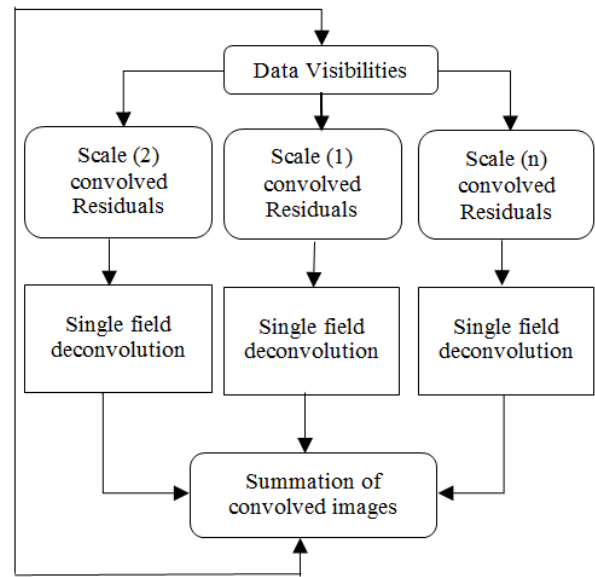 Data Visibilities
Scale (2)
convolved
Residuals
Scale (1)
convolved
Residuals
Scale (n)
convolved
Residuals
Single field
deconvolution
Single field
deconvolution
Single field
deconvolution
Summation of
convolved images